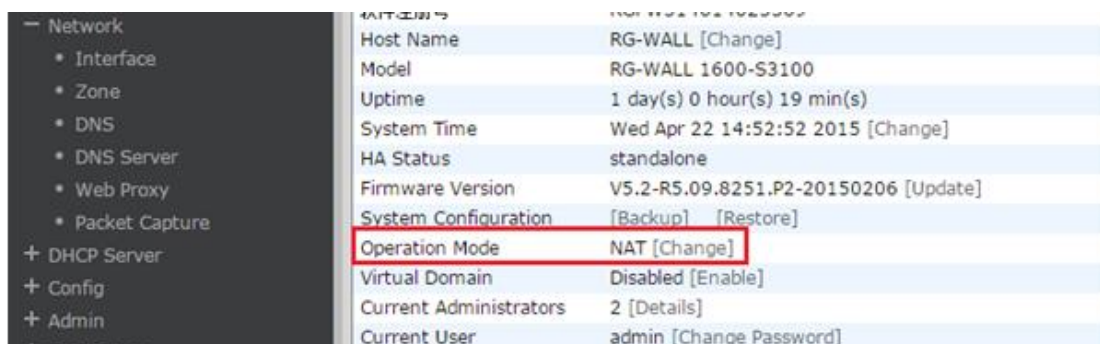 Network
Interface
Zone
DNS
DNS Server
Web Proxy
Packet Capture
DHCP Server
Config
Admin
Host Name RG-WALL [Change]
Model RG-WALL 1600-S3100
Uptime 1 day(s) 0 hour(s) 19 min(s)
System Time Wed Apr 22 14:52:52 2015 [Change]
HA Status standalone
Firmware Version V5.2-R5.09.8251.P2-20150206 [Update]
System Configuration [Backup] [Restore]
Operation Mode NAT [Change]
Virtual Domain Disabled [Enable]
Current Administrators 2 [Details]
Current User admin [Change Password]